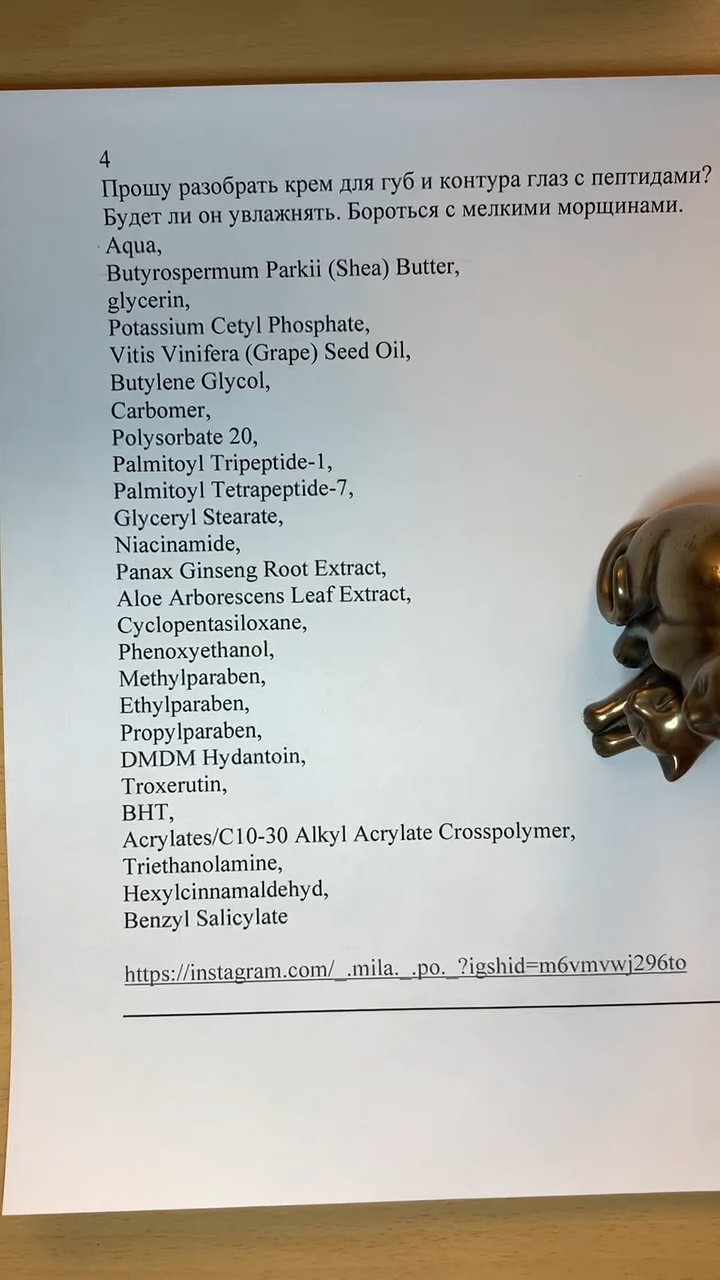 4
Прошу разобрать крем для губ и контура глаз с пептидами?
Будет ли он увлажнять. Бороться с мелкими морщинами.
Aqua,
Butyrospermum Parkii (Shea) Butter,
glycerin,
Potassium Cetyl Phosphate,
Vitis Vinifera (Grape) Seed Oil,
Butylene Glycol,
Carbomer,
Polysorbate 20,
Palmitoyl Tripeptide-1,
Palmitoyl Tetrapeptide-7,
Glyceryl Stearate,
Niacinamide,
Panax Ginseng Root Extract,
Aloe Arborescens Leaf Extract,
Cyclopentasiloxane,
Phenoxyethanol,
Methylparaben,
Ethylparaben,
Propylparaben,
DMDM Hydantoin,
Troxerutin,
BHT,
Acrylates/C10-30 Alkyl Acrylate Crosspolymer,
Triethanolamine,
Hexylcinnamaldehyd,
Benzyl Salicylate
https://instagram.com/_.mila._.po._?igshid=m6vmvwj296to